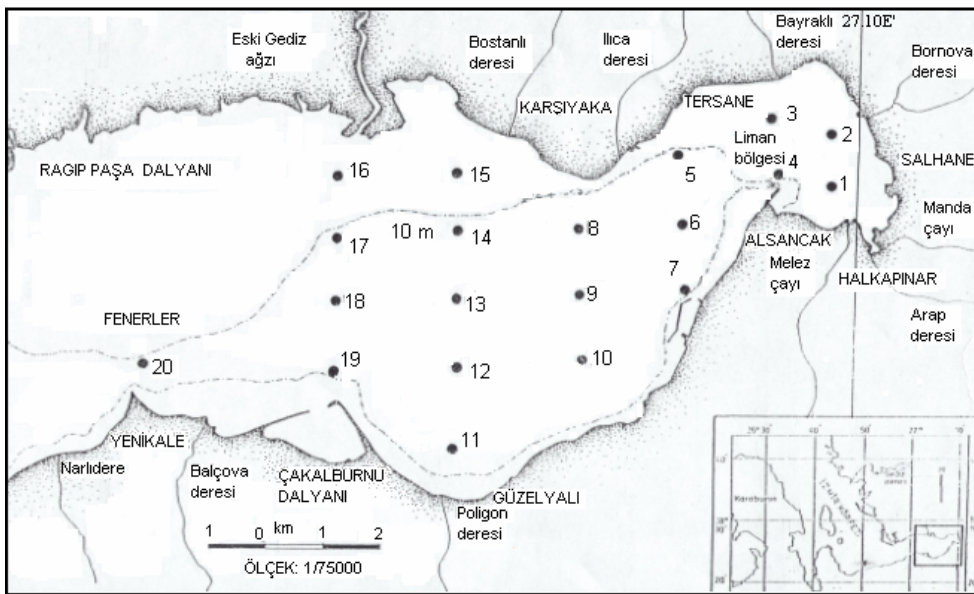 Eski Gediz
ağzı
Bostanlı
deresi
Ilıca
deresi
Bayraklı 27.10E'
deresi
Bornova
deresi
KARŞIYAKA
TERSANE
3
2
Liman
bölgesi
4
SALHANE
RAGIP PAŞA DALYANI
16
15
5
1
Manda
çayı
10 m
17
14
8
6
ALSANCAK
Melez
çayı
HALKAPINAR
7
18
13
9
Arap
deresi
FENERLER
20
19
12
10
11
YENİKALE
Narlıdere
Balçova
deresi
ÇAKALBURNU
DALYANI
GÜZELYALI
Poligon
deresi
1 0 km 1 2
ÖLÇEK: 1/75000
Karaburun